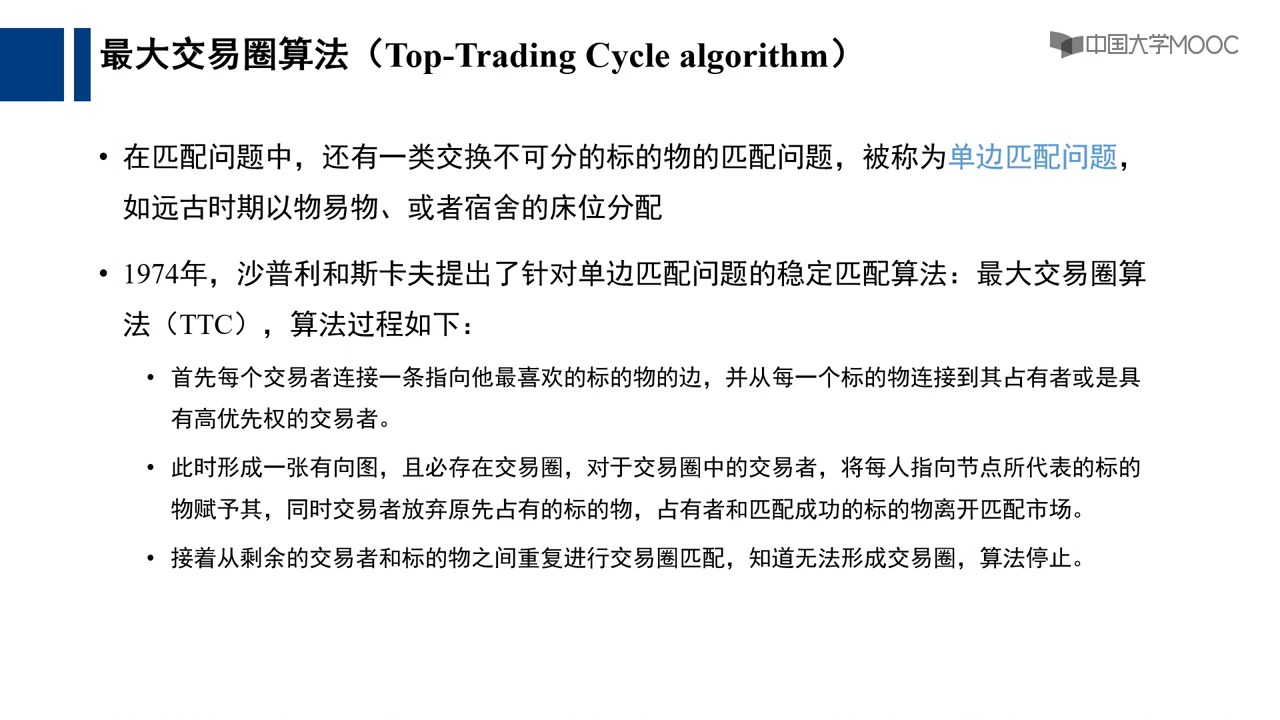 最大交易圈算法（Top-Trading Cycle algorithm）
中国大学MOOC
• 在匹配问题中，还有一类交换不可分的标的物的匹配问题，被称为单边匹配问题，
如远古时期以物易物、或者宿舍的床位分配
• 1974年，沙普利和斯卡夫提出了针对单边匹配问题的稳定匹配算法：最大交易圈算
法（TTC），算法过程如下：
• 首先每个交易者连接一条指向他最喜欢的标的物的边，并从每一个标的物连接到其占有者或是具
有高优先权的交易者。
• 此时形成一张有向图，且必存在交易圈，对于交易圈中的交易者，将每人指向节点所代表的标的
物赋予其，同时交易者放弃原先占有的标的物，占有者和匹配成功的标的物离开匹配市场。
• 接着从剩余的交易者和标的物之间重复进行交易圈匹配，知道无法形成交易圈，算法停止。